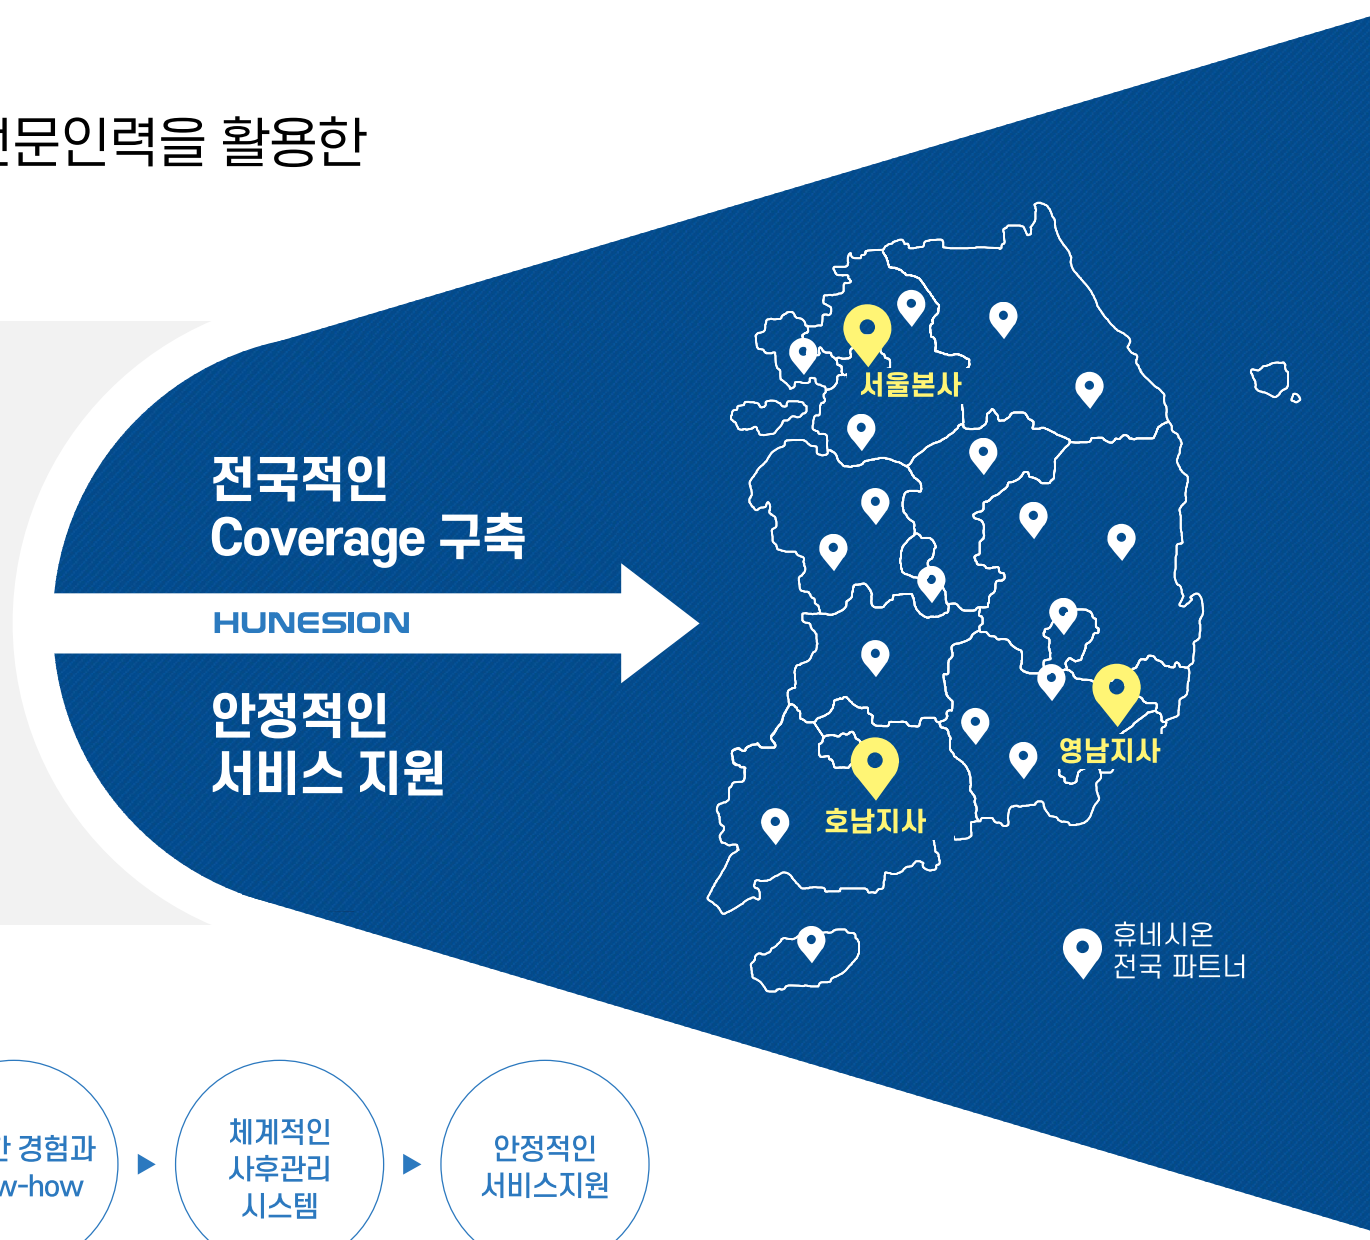 전문인력을 활용한
전국적인
Coverage 구축
HUNESION
안정적인
서비스 지원
서울본사
영남지사
호남지사
휴네시온
전국 파트너
경험과
w-how
체계적인
사후관리
시스템
안정적인
서비스지원